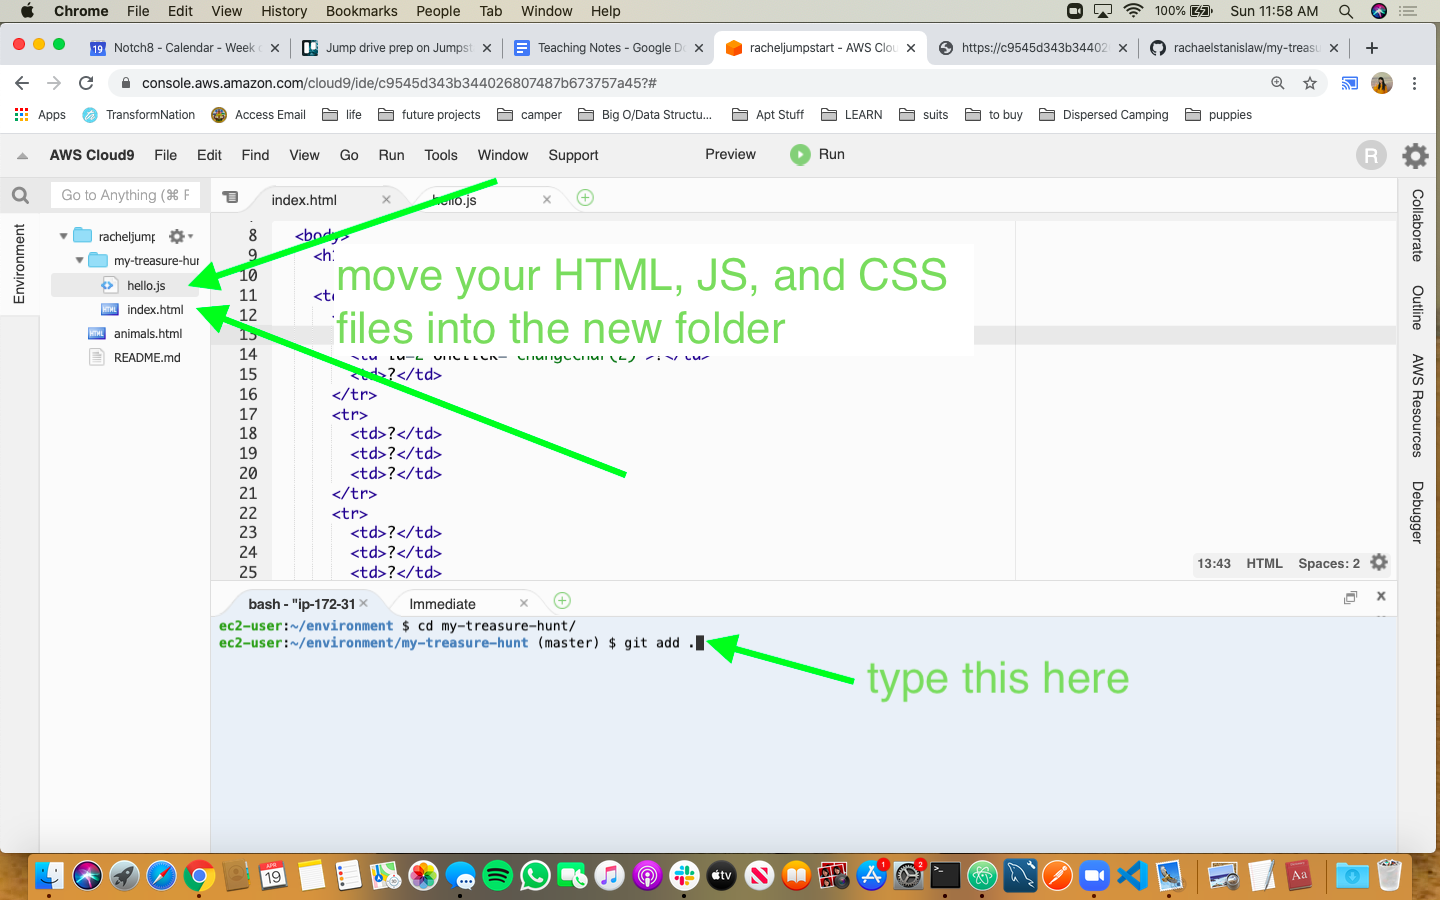 Chrome File Edit View History Bookmarks People Tab Window Help 100% Sun 11:58 AM
Notch8 - Calendar - Week Jump drive prep on Jumpst Teaching Notes - Google D racheljumpstart - AWS Clou https://c9545d343b34402 rachaelstanislaw/my-treasu
console.aws.amazon.com/cloud9/ide/c9545d343b344026807487b673757a45?#
Apps TransformNation Access Email life future projects camper Big O/Data Structu... Apt Stuff LEARN suits to buy Dispersed Camping puppies
AWS Cloud9 File Edit Find View Go Run Tools Window Support Preview Run R
Go to Anything (⌘ P
index.html hello.js
Environment
racheljump
my-treasure-hun
hello.js
index.html
animals.html
README.md
8 <body>
9 <h
10
11 <t
12
13
14 <td id=2 onclick="changeChar(2)">?</td>
15 <td>?</td>
16 </tr>
17 <tr>
18 <td>?</td>
19 <td>?</td>
20 <td>?</td>
21 </tr>
22 <tr>
23 <td>?</td>
24 <td>?</td>
25 <td>?</td>
move your HTML, JS, and CSS
files into the new folder
13:43 HTML Spaces: 2
Collaborate
Outline
AWS Resources
Debugger
bash - "ip-172-31 Immediate
ec2-user:~/environment $ cd my-treasure-hunt/
ec2-user:~/environment/my-treasure-hunt (master) $ git add .
type this here
APR
19
tv
1
2
Aa